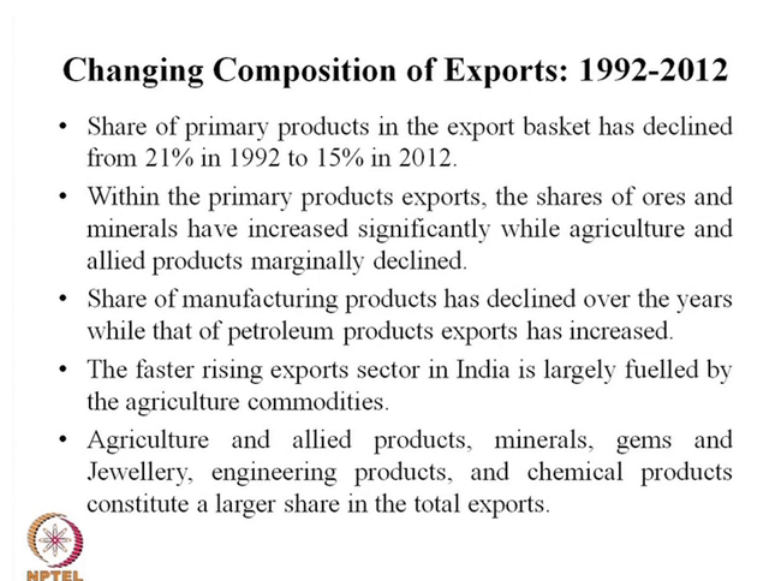 Changing Composition of Exports: 1992-2012
• Share of primary products in the export basket has declined
from 21% in 1992 to 15% in 2012.
• Within the primary products exports, the shares of ores and
minerals have increased significantly while agriculture and
allied products marginally declined.
• Share of manufacturing products has declined over the years
while that of petroleum products exports has increased.
• The faster rising exports sector in India is largely fuelled by
the agriculture commodities.
• Agriculture and allied products, minerals, gems and
Jewellery, engineering products, and chemical products
constitute a larger share in the total exports.
NPTEL